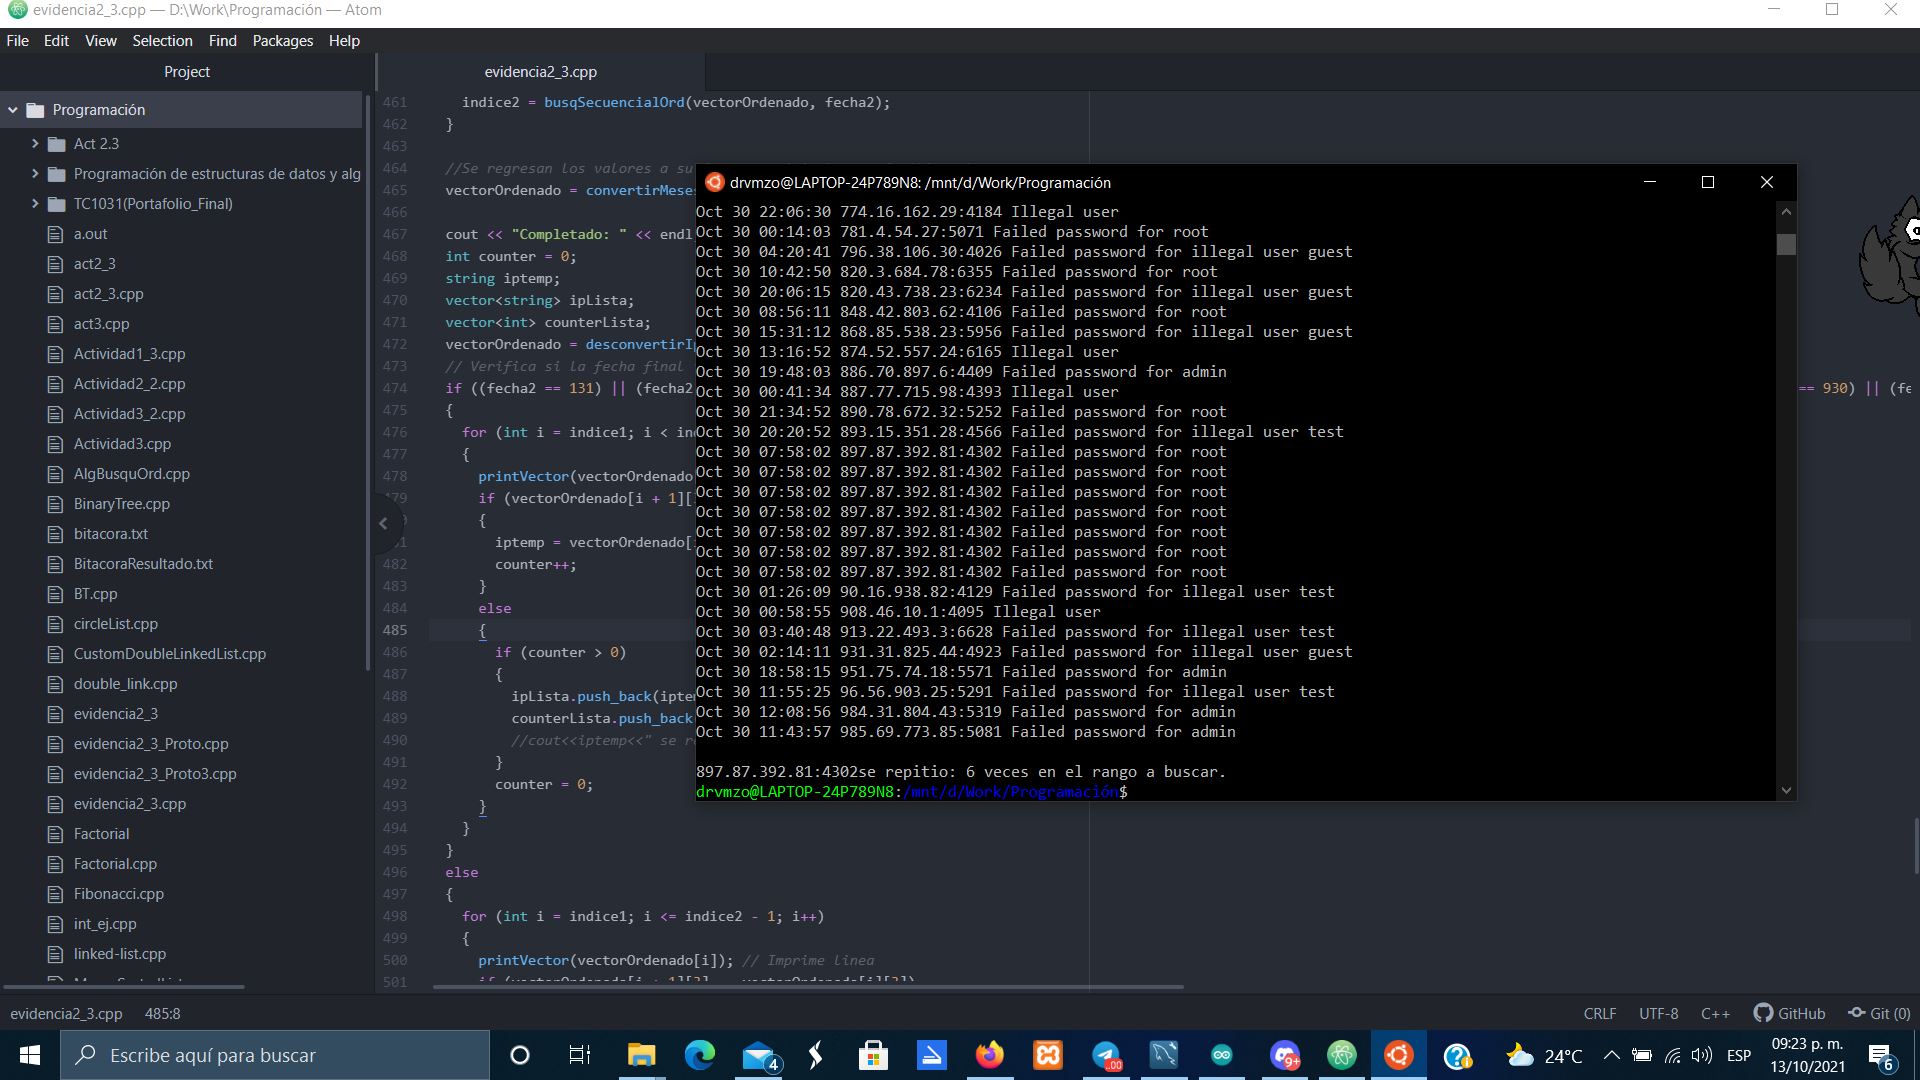 evidencia2_3.cpp — D:\Work\Programación — Atom
File Edit View Selection Find Packages Help
Project
Programación
Act 2.3
Programación de estructuras de datos y alg
TC1031(Portafolio_Final)
a.out
act2_3
act2_3.cpp
act3.cpp
Actividad1_3.cpp
Actividad2_2.cpp
Actividad3_2.cpp
Actividad3.cpp
AlgBusquOrd.cpp
BinaryTree.cpp
bitacora.txt
BitacoraResultado.txt
BT.cpp
circleList.cpp
CustomDoubleLinkedList.cpp
double_link.cpp
evidencia2_3
evidencia2_3_Proto.cpp
evidencia2_3_Proto3.cpp
evidencia2_3.cpp
Factorial
Factorial.cpp
Fibonacci.cpp
int_ej.cpp
linked-list.cpp
evidencia2_3.cpp
461 indice2 = busqSecuencialOrd(vectorOrdenado, fecha2);
462 }
463
464 //Se regresan los valores a su
465 vectorOrdenado = convertirMeses
466
467 cout << "Completado: " << endl
468 int counter = 0;
469 string iptemp;
470 vector<string> ipLista;
471 vector<int> counterLista;
472 vectorOrdenado = desconvertirI
473 // Verifica si la fecha final
474 if ((fecha2 == 131) || (fecha2 == 930) || (fe
475 {
476 for (int i = indice1; i < in
477 {
478 printVector(vectorOrdenado
479 if (vectorOrdenado[i + 1][
{
iptemp = vectorOrdenado[
482 counter++;
483 }
484 else
485 {
486 if (counter > 0)
487 {
488 ipLista.push_back(iptem
489 counterLista.push_back
490 //cout<<iptemp<<" se r
491 }
492 counter = 0;
493 }
494 }
495 }
496 else
497 {
498 for (int i = indice1; i <= indice2 - 1; i++)
499 {
500 printVector(vectorOrdenado[i]); // Imprime linea
501 if (vectorOrdenado[i + 1][3] == vectorOrdenado[i][3])
drvmzo@LAPTOP-24P789N8: /mnt/d/Work/Programación
Oct 30 22:06:30 774.16.162.29:4184 Illegal user
Oct 30 00:14:03 781.4.54.27:5071 Failed password for root
Oct 30 04:20:41 796.38.106.30:4026 Failed password for illegal user guest
Oct 30 10:42:50 820.3.684.78:6355 Failed password for root
Oct 30 20:06:15 820.43.738.23:6234 Failed password for illegal user guest
Oct 30 08:56:11 848.42.803.62:4106 Failed password for root
Oct 30 15:31:12 868.85.538.23:5956 Failed password for illegal user guest
Oct 30 13:16:52 874.52.557.24:6165 Illegal user
Oct 30 19:48:03 886.70.897.6:4409 Failed password for admin
Oct 30 00:41:34 887.77.715.98:4393 Illegal user
Oct 30 21:34:52 890.78.672.32:5252 Failed password for root
Oct 30 20:20:52 893.15.351.28:4566 Failed password for illegal user test
Oct 30 07:58:02 897.87.392.81:4302 Failed password for root
Oct 30 07:58:02 897.87.392.81:4302 Failed password for root
Oct 30 07:58:02 897.87.392.81:4302 Failed password for root
Oct 30 07:58:02 897.87.392.81:4302 Failed password for root
Oct 30 07:58:02 897.87.392.81:4302 Failed password for root
Oct 30 07:58:02 897.87.392.81:4302 Failed password for root
Oct 30 07:58:02 897.87.392.81:4302 Failed password for root
Oct 30 01:26:09 90.16.938.82:4129 Failed password for illegal user test
Oct 30 00:58:55 908.46.10.1:4095 Illegal user
Oct 30 03:40:48 913.22.493.3:6628 Failed password for illegal user test
Oct 30 02:14:11 931.31.825.44:4923 Failed password for illegal user guest
Oct 30 18:58:15 951.75.74.18:5571 Failed password for admin
Oct 30 11:55:25 96.56.903.25:5291 Failed password for illegal user test
Oct 30 12:08:56 984.31.804.43:5319 Failed password for admin
Oct 30 11:43:57 985.69.773.85:5081 Failed password for admin
897.87.392.81:4302se repitio: 6 veces en el rango a buscar.
drvmzo@LAPTOP-24P789N8:/mnt/d/Work/Programación$
evidencia2_3.cpp 485:8 CRLF UTF-8 C++ GitHub Git (0)
Escribe aquí para buscar
4
.00
9+
24°C
ESP
09:23 p. m.
13/10/2021
6